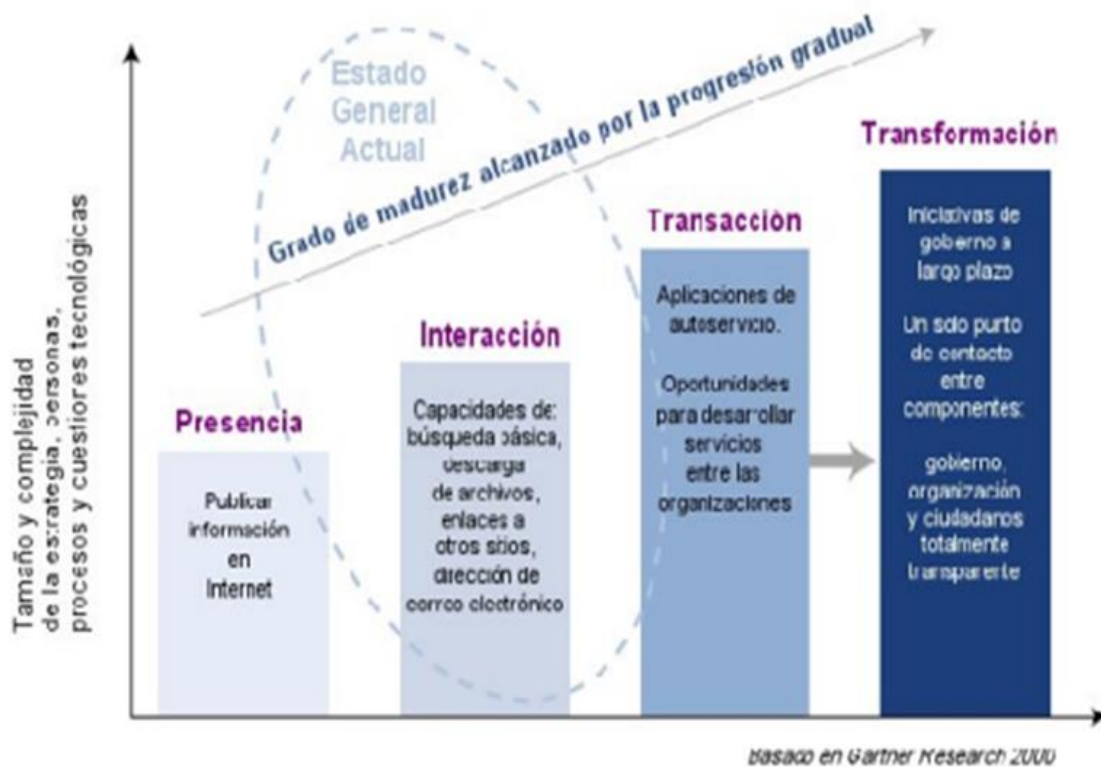 Estado
General
Actual
Grado de madurez alcanzado por la progresión gradual
Tamaño y complejidad
de la estrategia, personas,
procesos y cuestiores tecnológicas
Presencia
Publicar
información
en
Internet
Interacción
Capacidades de:
búsqueda básica,
descarga
de archivos,
enlaces a
otros sitios,
dirección de
correo electrónico
Transacción
Aplicaciones de
autoservicio.
Oportunidades
para desarrollar
servicios
entre las
organizaciones
Transformación
Iniciativas de
gobierno a
largo plazo
Un solo punto
de contacto
entre
componentes:
gobierno,
organización
y ciudadanos
totalmente
transparente
Basado en Gartner Research 2000